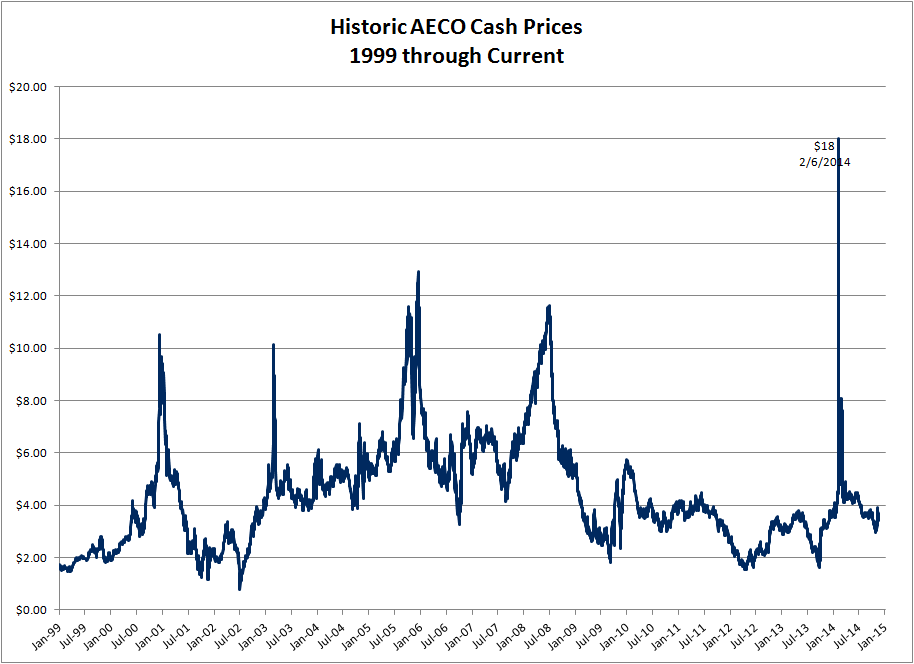 Historic AECO Cash Prices
1999 through Current
$20.00
$18.00
$16.00
$14.00
$12.00
$10.00
$8.00
$6.00
$4.00
$2.00
$0.00
$18
2/6/2014
Jan-99
Jul-99
Jan-00
Jul-00
Jan-01
Jul-01
Jan-02
Jul-02
Jan-03
Jul-03
Jan-04
Jul-04
Jan-05
Jul-05
Jan-06
Jul-06
Jan-07
Jul-07
Jan-08
Jul-08
Jan-09
Jul-09
Jan-10
Jul-10
Jan-11
Jul-11
Jan-12
Jul-12
Jan-13
Jul-13
Jan-14
Jul-14
Jan-15